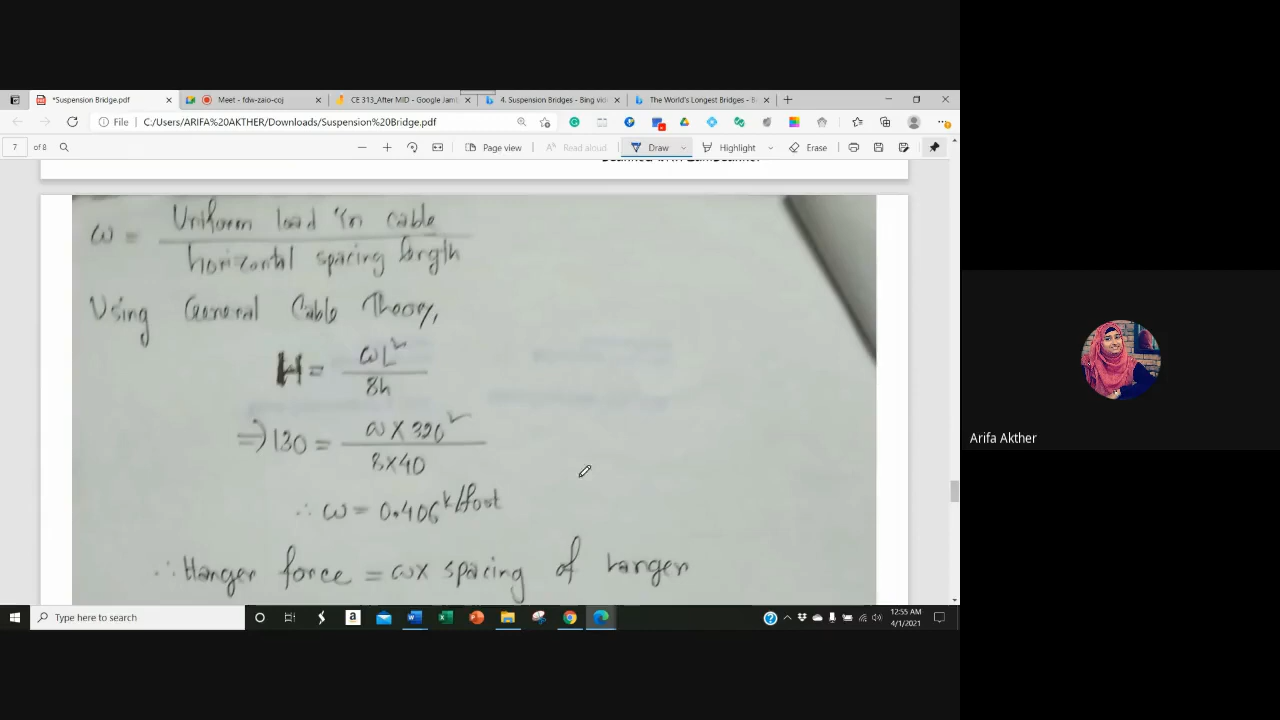 *Suspension Bridge.pdf
Meet - fdw-zaio-coj
CE 313_After MID - Google Jam
4. Suspension Bridges - Bing vid
The World's Longest Bridges - B
File
C:/Users/ARIFA%20AKTHER/Downloads/Suspension%20Bridge.pdf
7 of 8
Page view
Read aloud
Draw
Highlight
Erase
ω = Uniform load in cable / horizontal spacing length
Using General Cable Theory,
H = ωL² / 8h
⇒ 130 = ω × 320² / 8×40
∴ ω = 0.406 k/foot
∴ Hanger force = ω× spacing of hanger
Arifa Akther
Type here to search
12:55 AM
4/1/2021